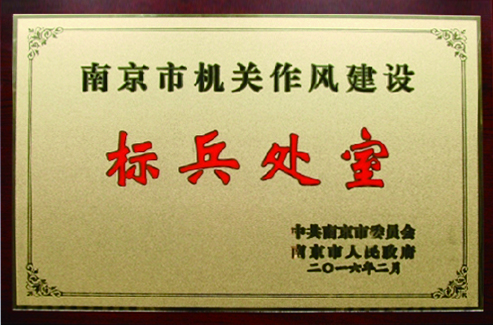 南京市机关作风建设
标兵处室
中共南京市委员会
南京市人民政府
二〇一六年二月